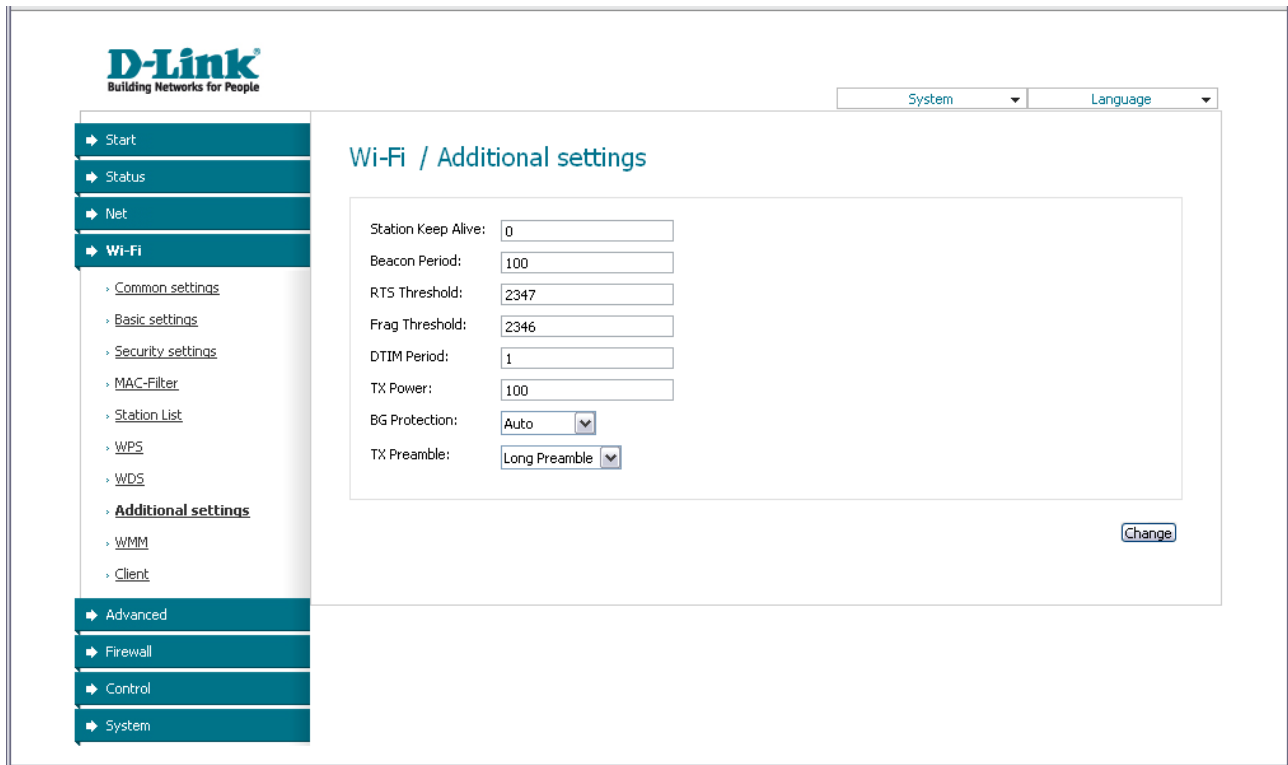 D-Link
Building Networks for People
System Language
Start
Status
Net
Wi-Fi
Common settings
Basic settings
Security settings
MAC-Filter
Station List
WPS
WDS
Additional settings
WMM
Client
Advanced
Firewall
Control
System
Wi-Fi / Additional settings
Station Keep Alive: 0
Beacon Period: 100
RTS Threshold: 2347
Frag Threshold: 2346
DTIM Period: 1
TX Power: 100
BG Protection: Auto
TX Preamble: Long Preamble
Change